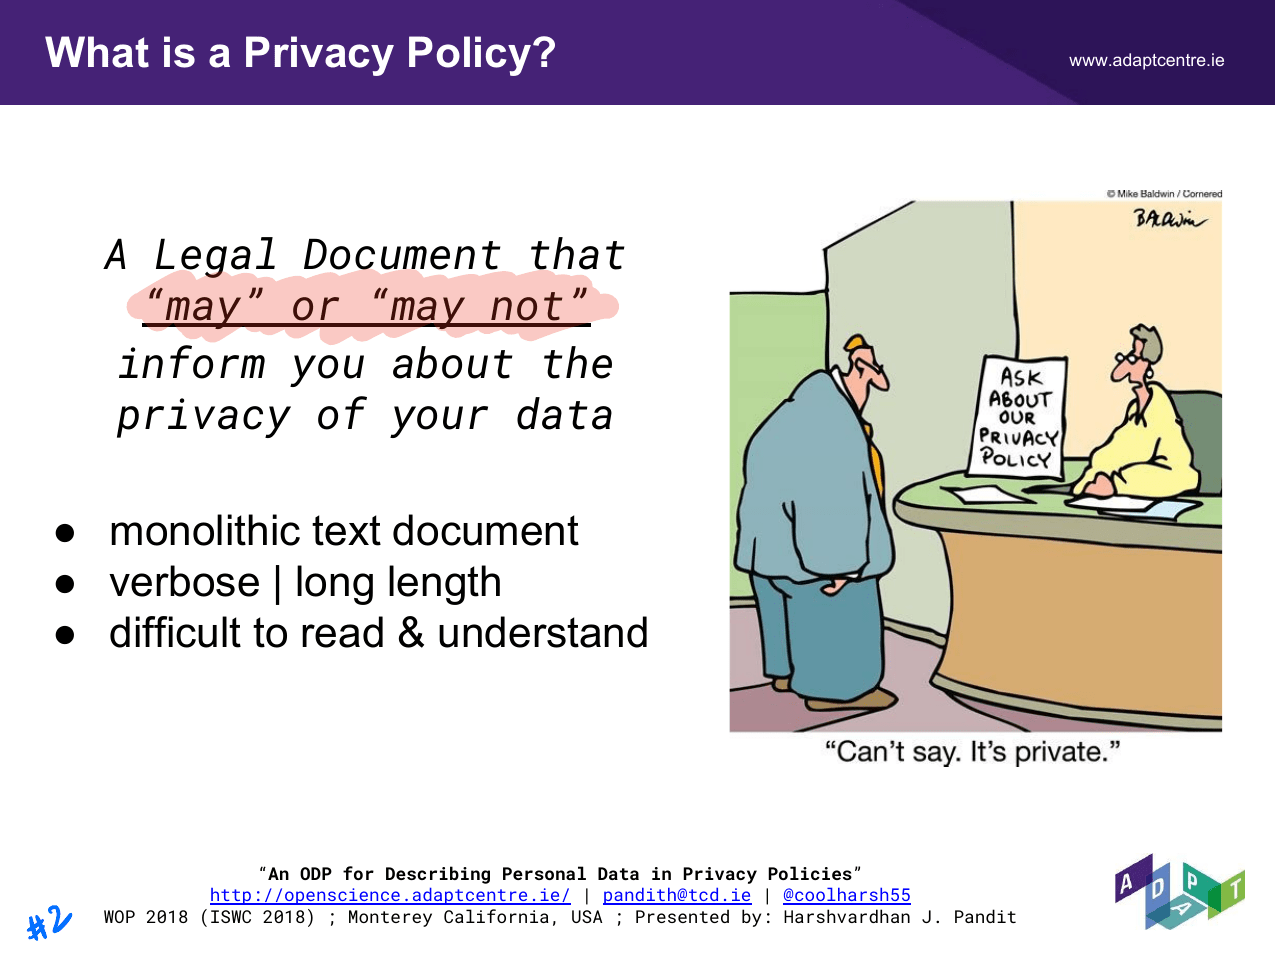 What is a Privacy Policy?
www.adaptcentre.ie
A Legal Document that
“may” or “may not”
inform you about the
privacy of your data
● monolithic text document
● verbose | long length
● difficult to read & understand
© Mike Baldwin / Cornered
BALDWIN
ASK
ABOUT
OUR
PRIVACY
POLICY
“Can’t say. It’s private.”
“An ODP for Describing Personal Data in Privacy Policies”
http://openscience.adaptcentre.ie/ | pandith@tcd.ie | @coolharsh55
WOP 2018 (ISWC 2018) ; Monterey California, USA ; Presented by: Harshvardhan J. Pandit
#2
ADAPT